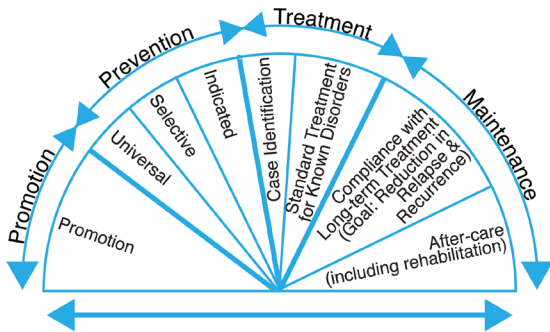 Promotion
Prevention
Treatment
Maintenance
Promotion
Universal
Selective
Indicated
Case Identification
Standard Treatment
for Known Disorders
Compliance with
Long-term Treatment
(Goal: Reduction in
Relapse &
Recurrence)
After-care
(including rehabilitation)